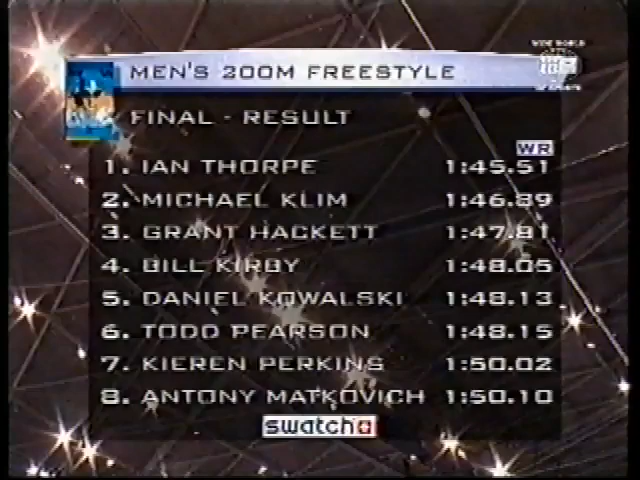 WIDE WORLD
MEN'S 200M FREESTYLE
FINAL - RESULT
WR
1. IAN THORPE 1:45.51
2. MICHAEL KLIM 1:46.89
3. GRANT HACKETT 1:47.81
4. BILL KIRBY 1:48.05
5. DANIEL KOWALSKI 1:48.13
6. TODD PEARSON 1:48.15
7. KIEREN PERKINS 1:50.02
8. ANTONY MATKOVICH 1:50.10
swatch